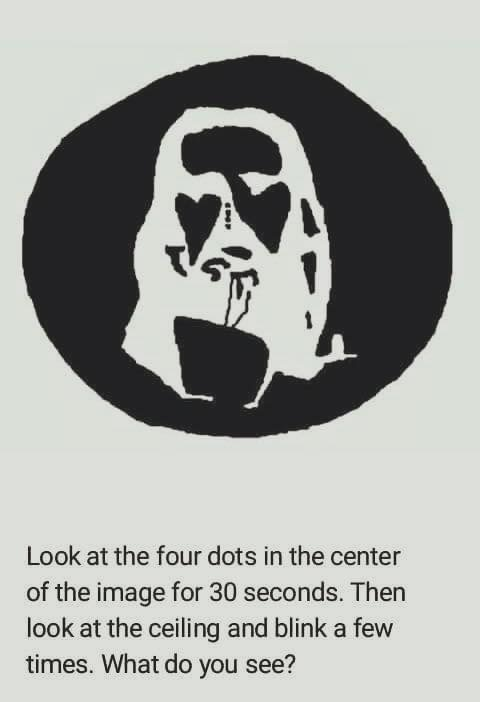 Look at the four dots in the center
of the image for 30 seconds. Then
look at the ceiling and blink a few
times. What do you see?